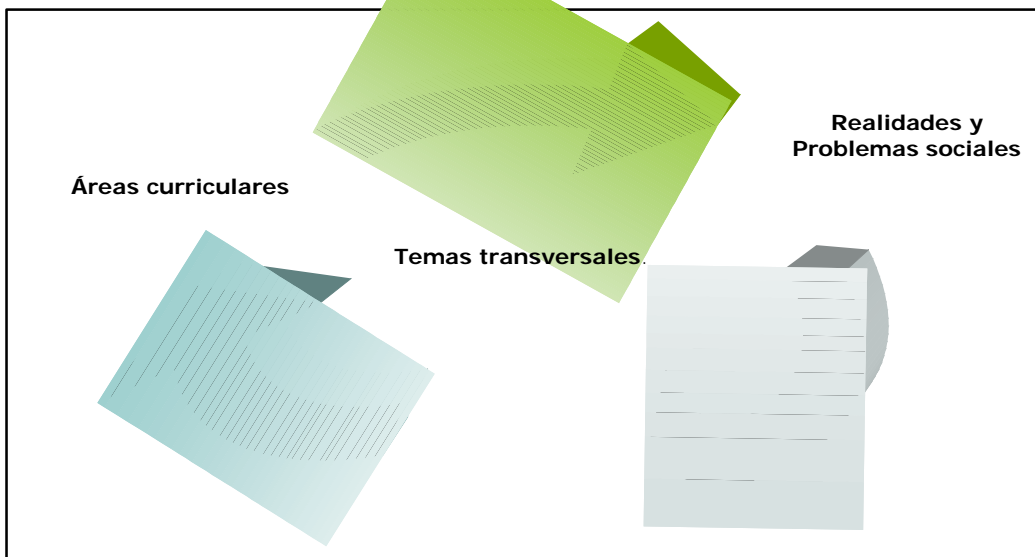 Realidades y
Problemas sociales
Áreas curriculares
Temas transversales.